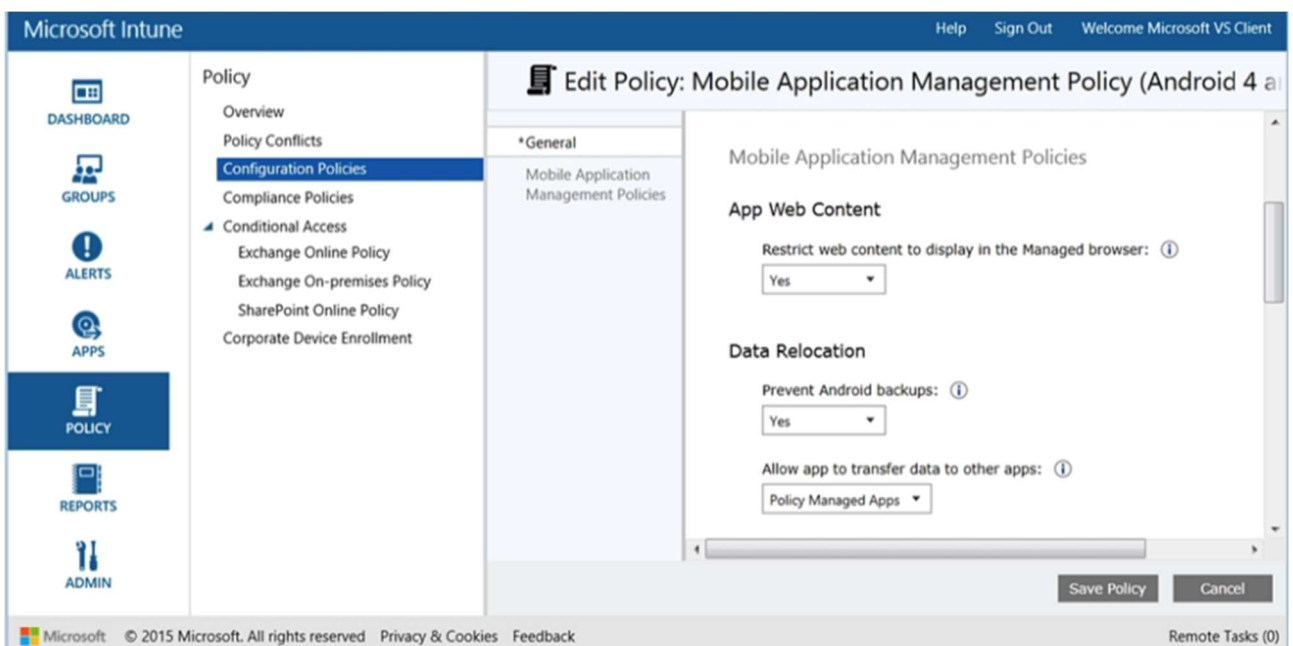 Microsoft Intune
Help Sign Out Welcome Microsoft VS Client
DASHBOARD
GROUPS
ALERTS
APPS
POLICY
REPORTS
ADMIN
Policy
Overview
Policy Conflicts
Configuration Policies
Compliance Policies
Conditional Access
Exchange Online Policy
Exchange On-premises Policy
SharePoint Online Policy
Corporate Device Enrollment
Edit Policy: Mobile Application Management Policy (Android 4 a
*General
Mobile Application
Management Policies
Mobile Application Management Policies
App Web Content
Restrict web content to display in the Managed browser:
Yes
Data Relocation
Prevent Android backups:
Yes
Allow app to transfer data to other apps:
Policy Managed Apps
Save Policy Cancel
Microsoft © 2015 Microsoft. All rights reserved Privacy & Cookies Feedback Remote Tasks (0)